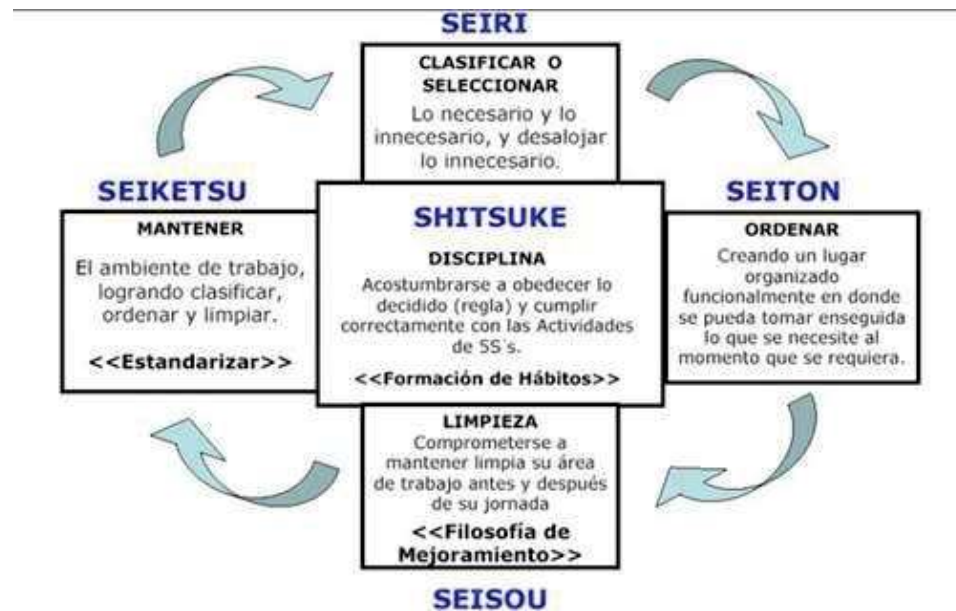 SEIRI
CLASIFICAR O
SELECCIONAR
Lo necesario y lo
innecesario, y desalojar
lo innecesario.
SEIKETSU
MANTENER
El ambiente de trabajo,
logrando clasificar,
ordenar y limpiar.
<<Estandarizar>>
SHITSUKE
DISCIPLINA
Acostumbrarse a obedecer lo
decidido (regla) y cumplir
correctamente con las Actividades
de 5S´s.
<<Formación de Hábitos>>
SEITON
ORDENAR
Creando un lugar
organizado
funcionalmente en donde
se pueda tomar enseguida
lo que se necesite al
momento que se requiera.
LIMPIEZA
Comprometerse a
mantener limpia su área
de trabajo antes y después
de su jornada
<<Filosofía de
Mejoramiento>>
SEISOU